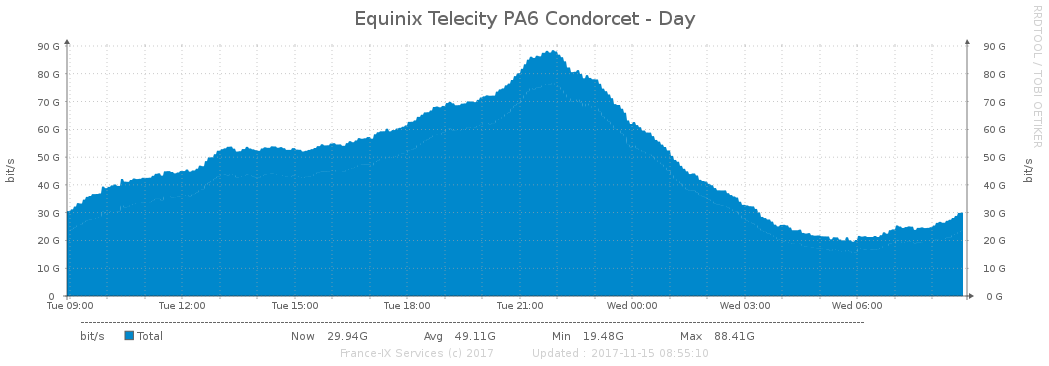 Equinix Telecity PA6 Condorcet - Day
RRDTOOL / TOBI OETIKER
90 G 90 G
80 G 80 G
70 G 70 G
60 G 60 G
50 G 50 G
40 G 40 G
30 G 30 G
20 G 20 G
10 G 10 G
0 0 G
bit/s bit/s
Tue 09:00 Tue 12:00 Tue 15:00 Tue 18:00 Tue 21:00 Wed 00:00 Wed 03:00 Wed 06:00
bit/s Total Now 29.94G Avg 49.11G Min 19.48G Max 88.41G
France-IX Services (c) 2017 Updated : 2017-11-15 08:55:10